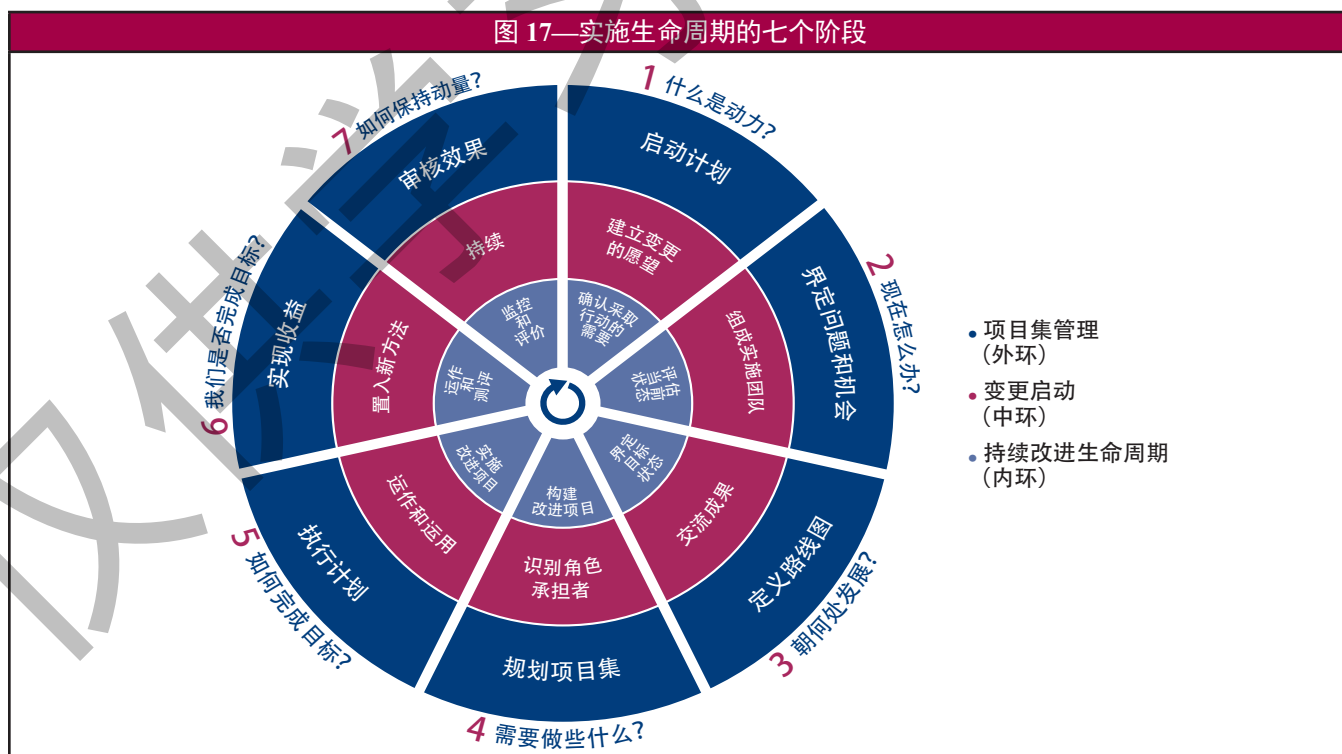 图 17—实施生命周期的七个阶段
1 什么是动力？
启动计划
建立变更
的愿望
确认采取
行动的
需要
2 现在怎么办？
界定问题和机会
组成实施团队
评估
当前
状态
3 朝何处发展？
定义路线图
交流成果
界定
目标
状态
4 需要做些什么？
规划项目集
识别角色
承担者
构建
改进项目
5 如何完成目标？
执行计划
运作和运用
实施
改进项目
6 我们是否完成目标？
实现收益
置入新方法
运作
和
测评
7 如何保持动量？
审核效果
持续
监控
和
评价
• 项目集管理
（外环）
• 变更启动
（中环）
• 持续改进生命周期
（内环）